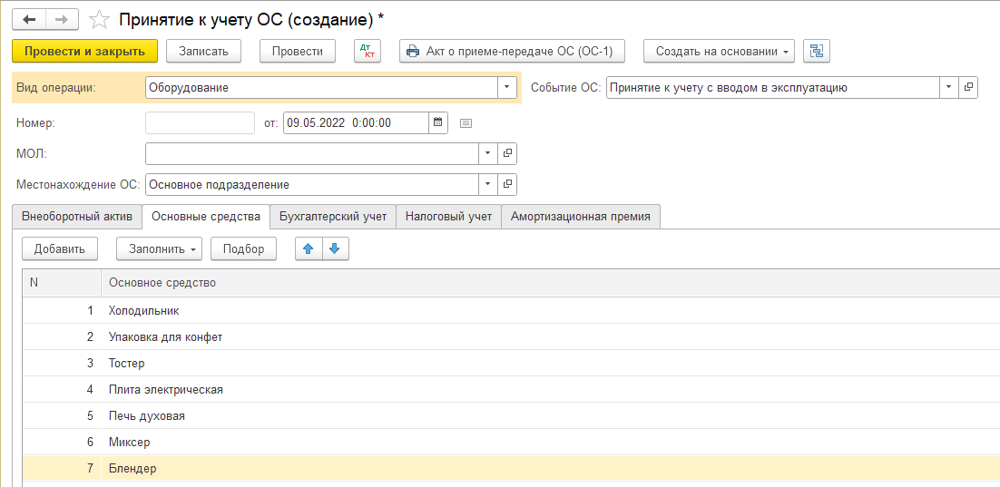 Принятие к учету ОС (создание) *
Провести и закрыть Записать Провести Дт Кт Акт о приеме-передаче ОС (ОС-1) Создать на основании
Вид операции: Оборудование Событие ОС: Принятие к учету с вводом в эксплуатацию
Номер: от: 09.05.2022 0:00:00
МОЛ:
Местонахождение ОС: Основное подразделение
Внеоборотный актив Основные средства Бухгалтерский учет Налоговый учет Амортизационная премия
Добавить Заполнить Подбор
N Основное средство
1 Холодильник
2 Упаковка для конфет
3 Тостер
4 Плита электрическая
5 Печь духовая
6 Миксер
7 Блендер